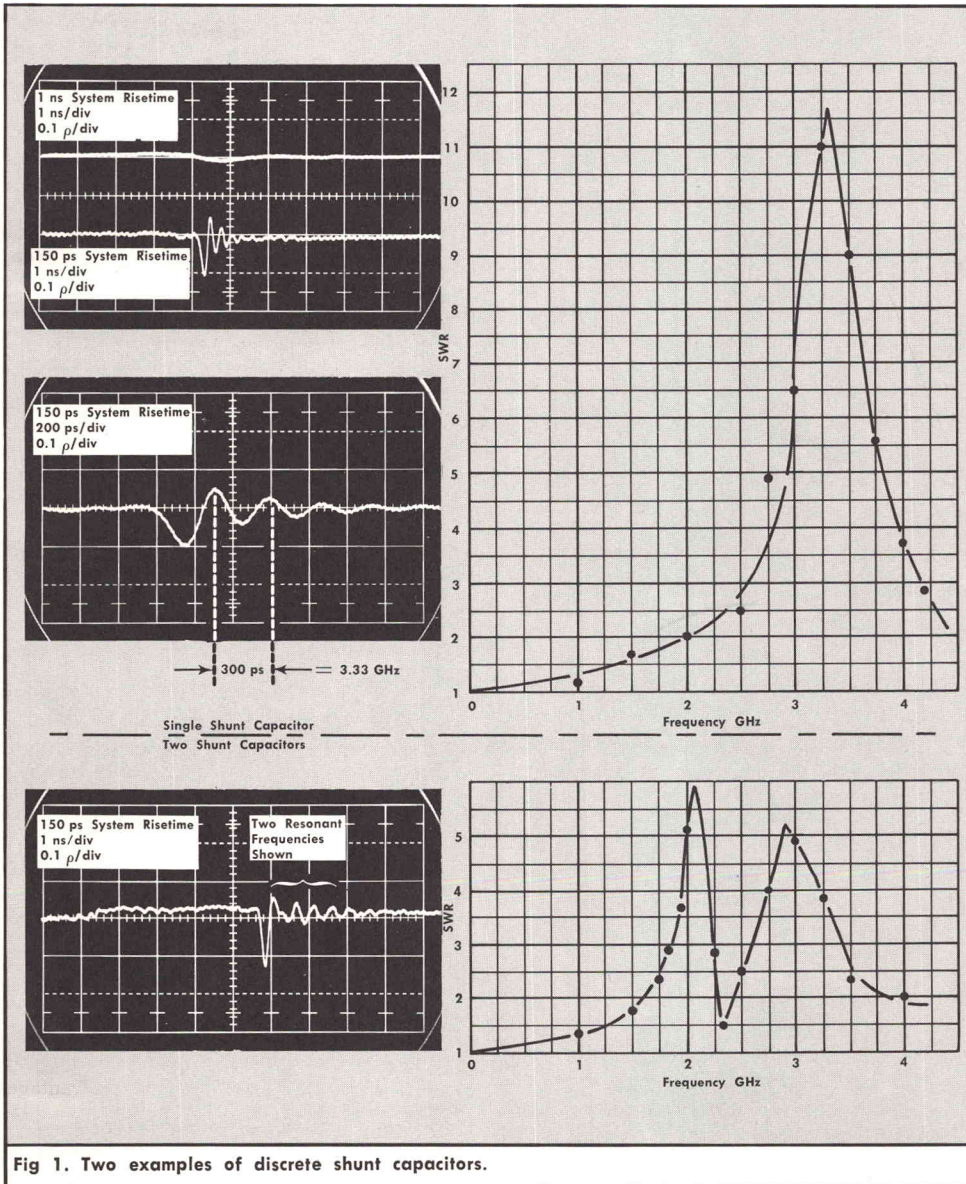 1 ns System Risetime
1 ns/div
0.1 ρ/div
150 ps System Risetime
1 ns/div
0.1 ρ/div
12
11
10
9
8
SWR
7
6
5
4
3
2
1
0
1
2
3
4
Frequency GHz
150 ps System Risetime
200 ps/div
0.1 ρ/div
300 ps = 3.33 GHz
Single Shunt Capacitor
Two Shunt Capacitors
150 ps System Risetime
1 ns/div
0.1 ρ/div
Two Resonant
Frequencies
Shown
5
4
SWR
3
2
1
0
1
2
3
4
Frequency GHz
Fig 1. Two examples of discrete shunt capacitors.